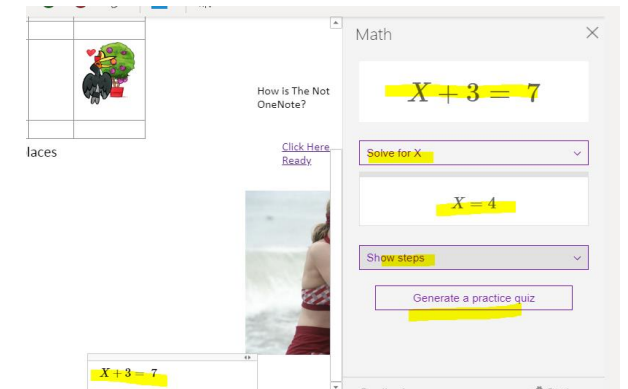 Math
X + 3 = 7
How is The Not
OneNote?
Solve for X
laces
Click Here
Ready
X = 4
Show steps
Generate a practice quiz
X + 3 = 7